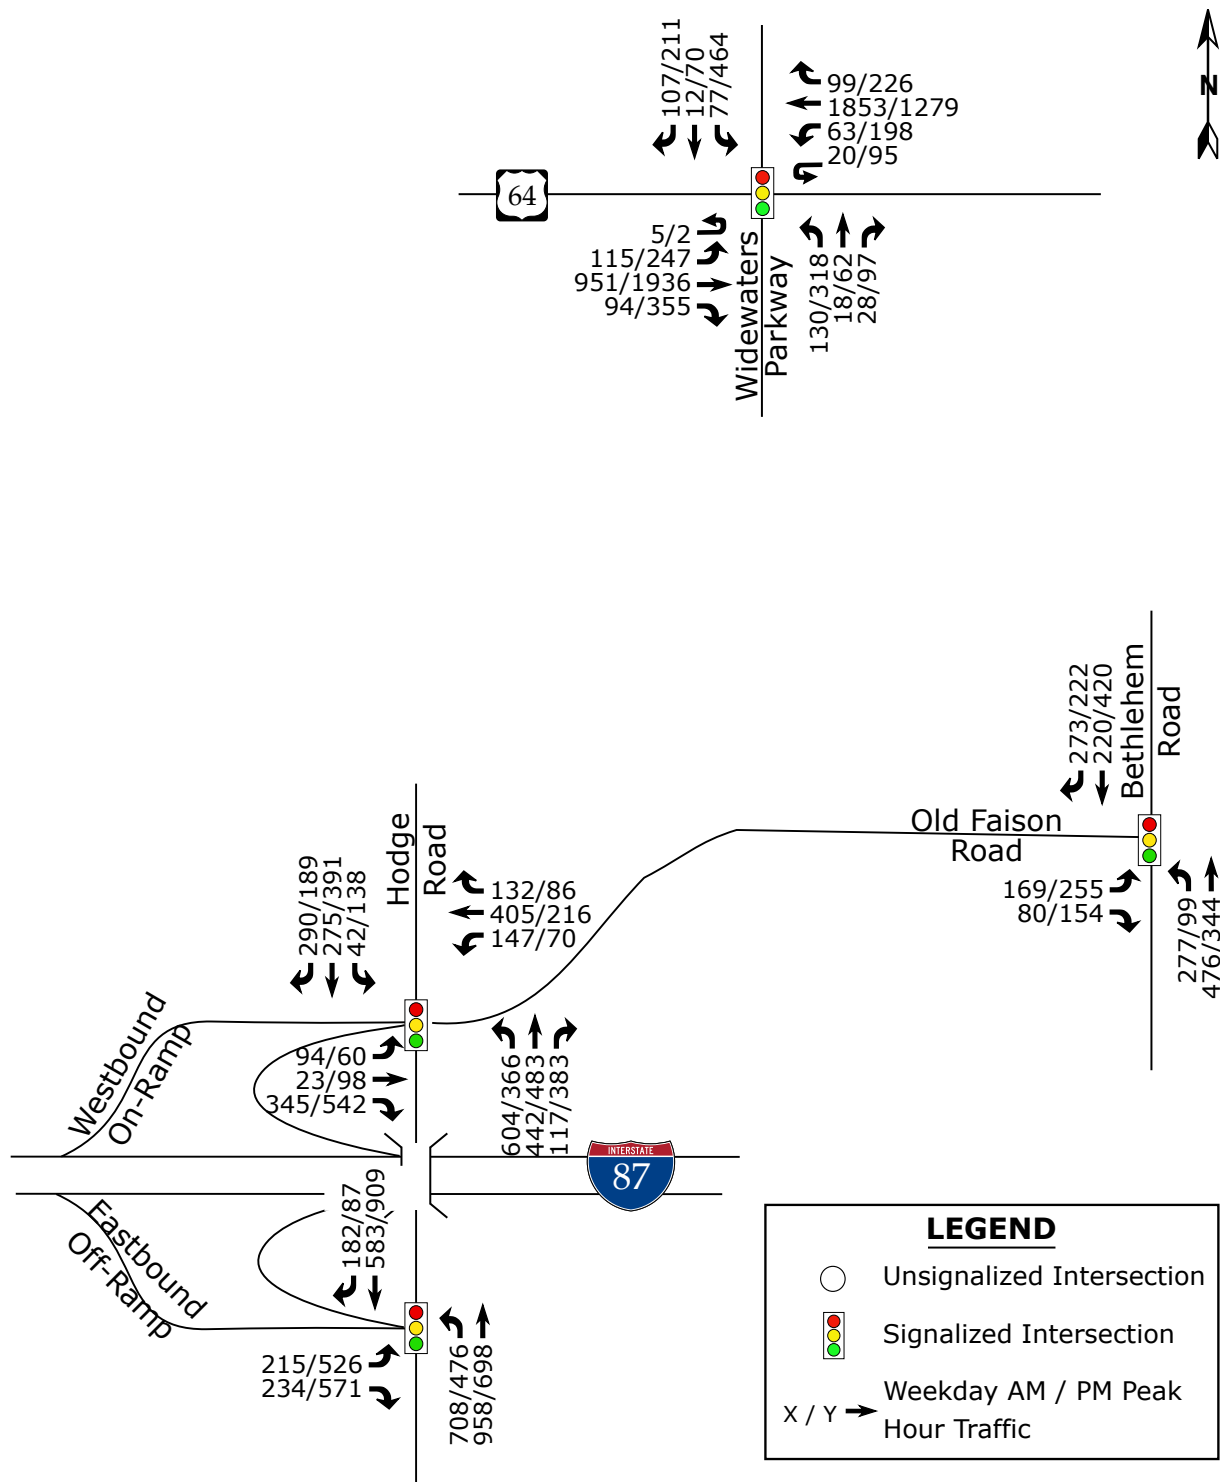 107/211
12/70
77/464
99/226
1853/1279
63/198
20/95
N
64
5/2
115/247
951/1936
94/355
Widewaters
Parkway
130/318
18/62
28/97
273/222
220/420
Bethlehem
Road
Old Faison
Road
169/255
80/154
277/99
476/344
Hodge
Road
290/189
275/391
42/138
132/86
405/216
147/70
Westbound
On-Ramp
94/60
23/98
345/542
604/366
442/483
117/383
INTERSTATE
87
Eastbound
Off-Ramp
182/87
583/909
215/526
234/571
708/476
958/698
LEGEND
Unsignalized Intersection
Signalized Intersection
X / Y
Weekday AM / PM Peak
Hour Traffic